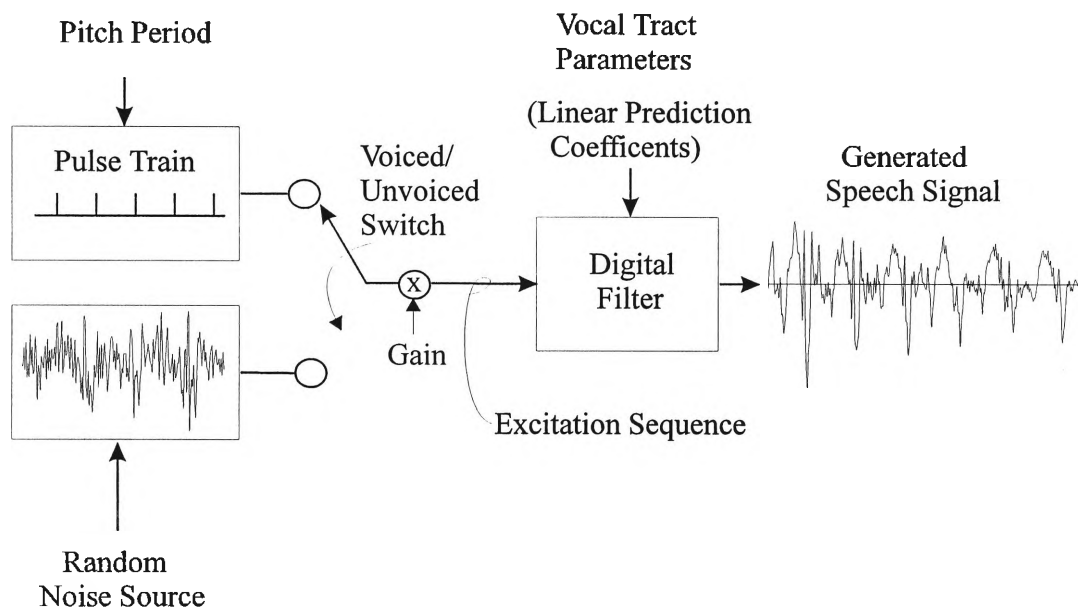 Pitch Period
Pulse Train
Voiced/
Unvoiced
Switch
X
Gain
Vocal Tract
Parameters
(Linear Prediction
Coefficents)
Digital
Filter
Generated
Speech Signal
Excitation Sequence
Random
Noise Source